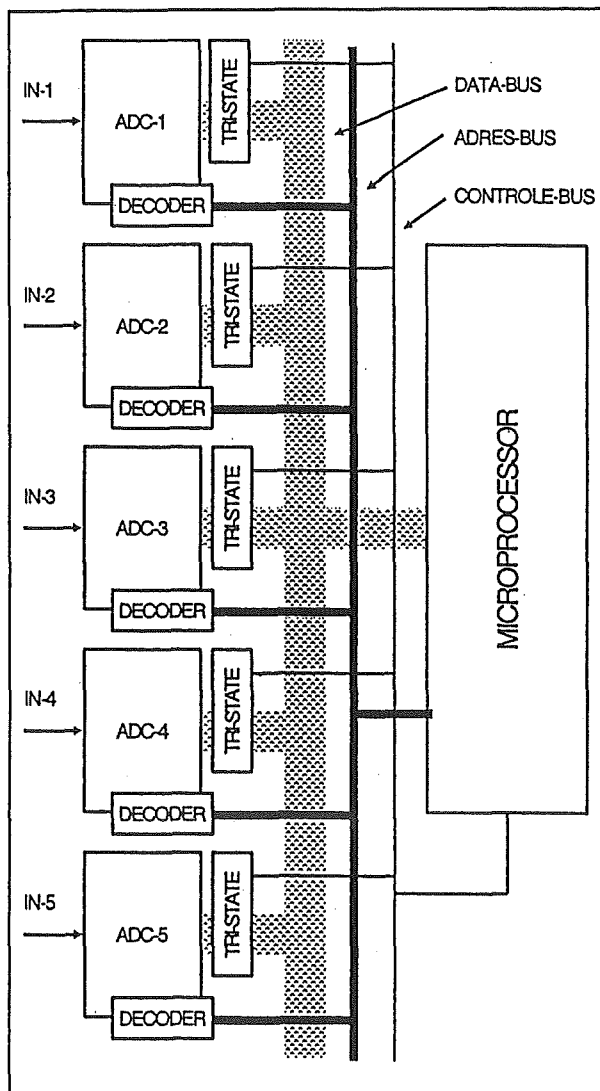 IN-1
ADC-1
TRI-STATE
DECODER
DATA-BUS
ADRES-BUS
CONTROLE-BUS
IN-2
ADC-2
TRI-STATE
DECODER
IN-3
ADC-3
TRI-STATE
DECODER
MICROPROCESSOR
IN-4
ADC-4
TRI-STATE
DECODER
IN-5
ADC-5
TRI-STATE
DECODER